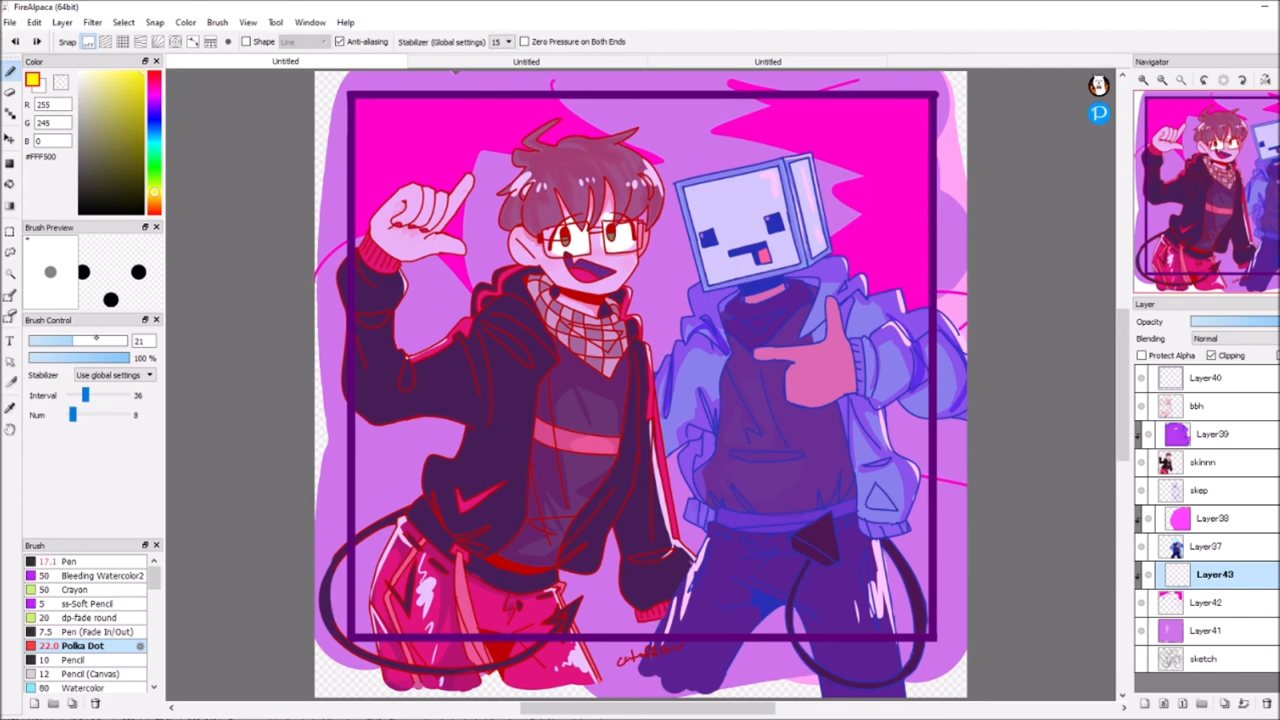 FireAlpaca (64bit)
File Edit Layer Filter Select Snap Color Brush View Tool Window Help
Snap off Shape Line Anti-aliasing Stabilizer (Global settings) 15 Zero Pressure on Both Ends
Untitled Untitled Untitled
Color
R 255
G 245
B 0
#FFF500
Brush Preview
Brush Control
21
100 %
Stabilizer Use global settings
Interval 36
Num 8
Brush
17.1 Pen
50 Bleeding Watercolor2
50 Crayon
5 ss-Soft Pencil
20 dp-fade round
7.5 Pen (Fade In/Out)
22.0 Polka Dot
10 Pencil
12 Pencil (Canvas)
80 Watercolor
Navigator
Layer
Opacity
Blending Normal
Protect Alpha Clipping
Layer40
bbh
Layer39
skinnn
skep
Layer38
Layer37
Layer43
Layer42
Layer41
sketch